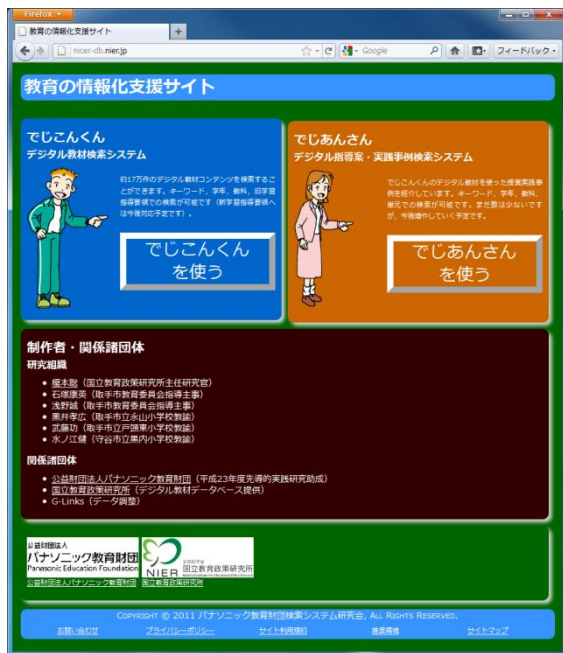 Firefox
教育の情報化支援サイト
nicer-db.nier.jp
Google
フィードバック
教育の情報化支援サイト
でじこんくん
デジタル教材検索システム
約17万件のデジタル教材コンテンツを検索するこ
とができます。キーワード、学年、教科、旧学習
指導要領での検索が可能です(新学習指導要領へ
は今後対応予定です)。
でじこんくん
を使う
でじあんさん
デジタル指導案・実践事例検索システム
でじこんくんのデジタル教材を使った授業実践事
例を紹介しています。キーワード、学年、教科、
単元での検索が可能です。まだ数は少ないです
が、今後増やしていく予定です。
でじあんさん
を使う
制作者・関係諸団体
研究組織
榎本聡(国立教育政策研究所主任研究官)
石塚康英(取手市教育委員会指導主事)
浅野誠(取手市教育委員会指導主事)
黒井孝広(取手市立永山小学校教諭)
武藤功(取手市立戸頭東小学校教諭)
水ノ江健(守谷市立黒内小学校教諭)
関係諸団体
公益財団法人パナソニック教育財団(平成23年度先導的実践研究助成)
国立教育政策研究所(デジタル教材データベース提供)
G-Links(データ調整)
公益財団法人
パナソニック教育財団
Panasonic Education Foundation
NIER 国立教育政策研究所
公益財団法人パナソニック教育財団 国立教育政策研究所
COPYRIGHT © 2011 パナソニック教育財団検索システム研究会, ALL RIGHTS RESERVED.
お問い合わせ プライバシーポリシー サイト利用規約 推奨環境 サイトマップ